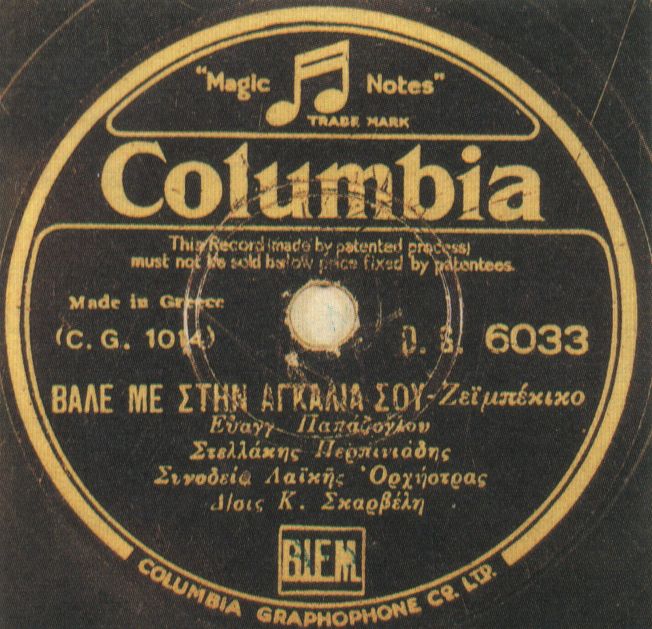 "Magic Notes"
TRADE MARK
Columbia
This Record (made by patented process)
must not be sold below price fixed by patentees.
Made in Greece
(C. G. 1014) D. G. 6033
ΒΑΛΕ ΜΕ ΣΤΗΝ ΑΓΚΑΛΙΑ ΣΟΥ-Ζεϊμπέκικο
Εὐαγγ Παπάζογλου
Στελλάκης Περπινιάδης
Συνοδεία Λαϊκῆς Ὀρχήστρας
Δ/σις Κ. Σκαρβέλη
B.I.E.M.
COLUMBIA GRAPHOPHONE CO. LTD.